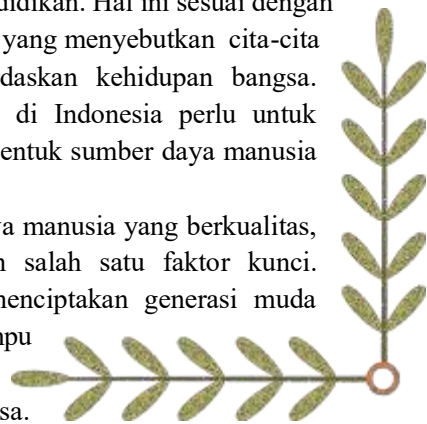 didikan. Hal ini sesuai dengan
yang menyebutkan cita-cita
daskan kehidupan bangsa.
di Indonesia perlu untuk
entuk sumber daya manusia
a manusia yang berkualitas,
salah satu faktor kunci.
menciptakan generasi muda
sa.